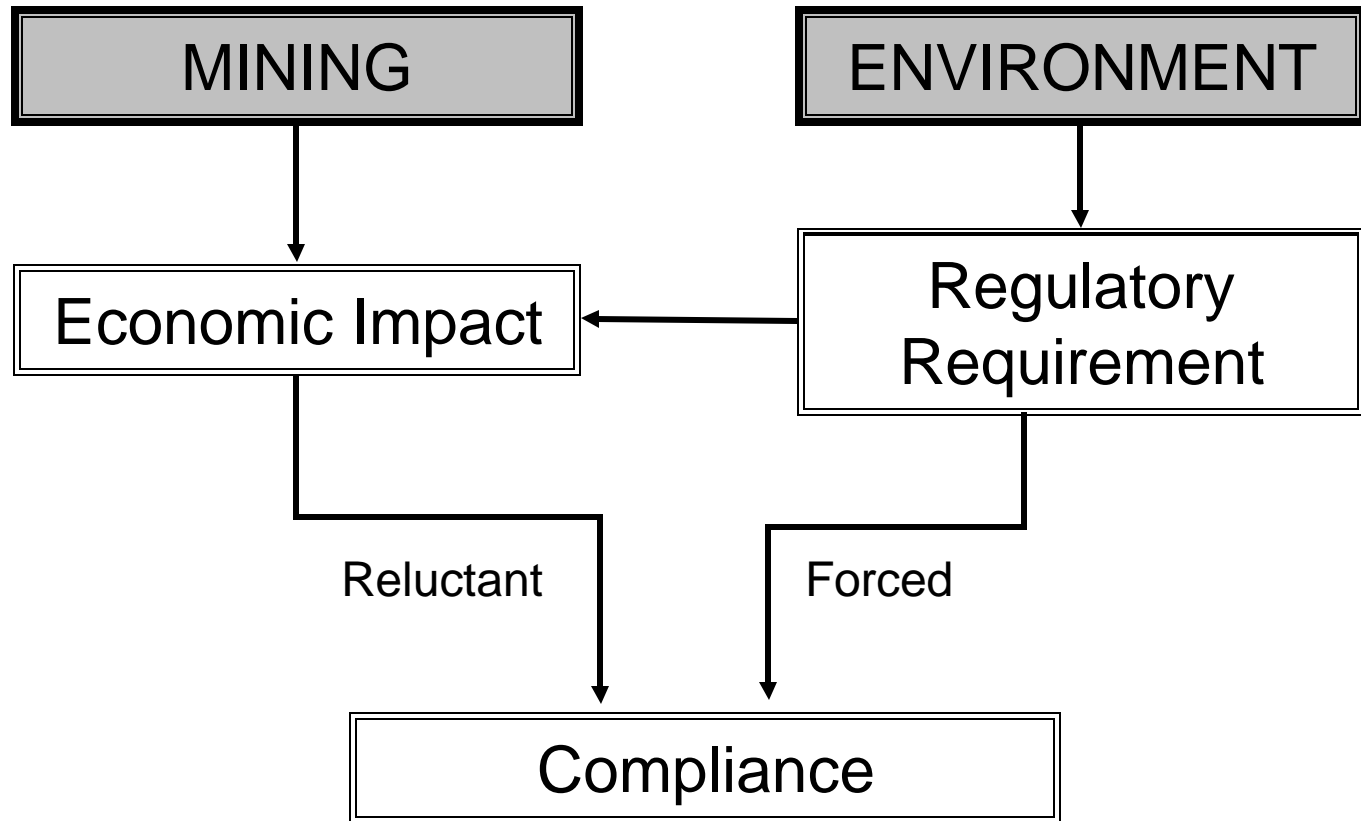 MINING
ENVIRONMENT
Economic Impact
Regulatory
Requirement
Reluctant
Forced
Compliance